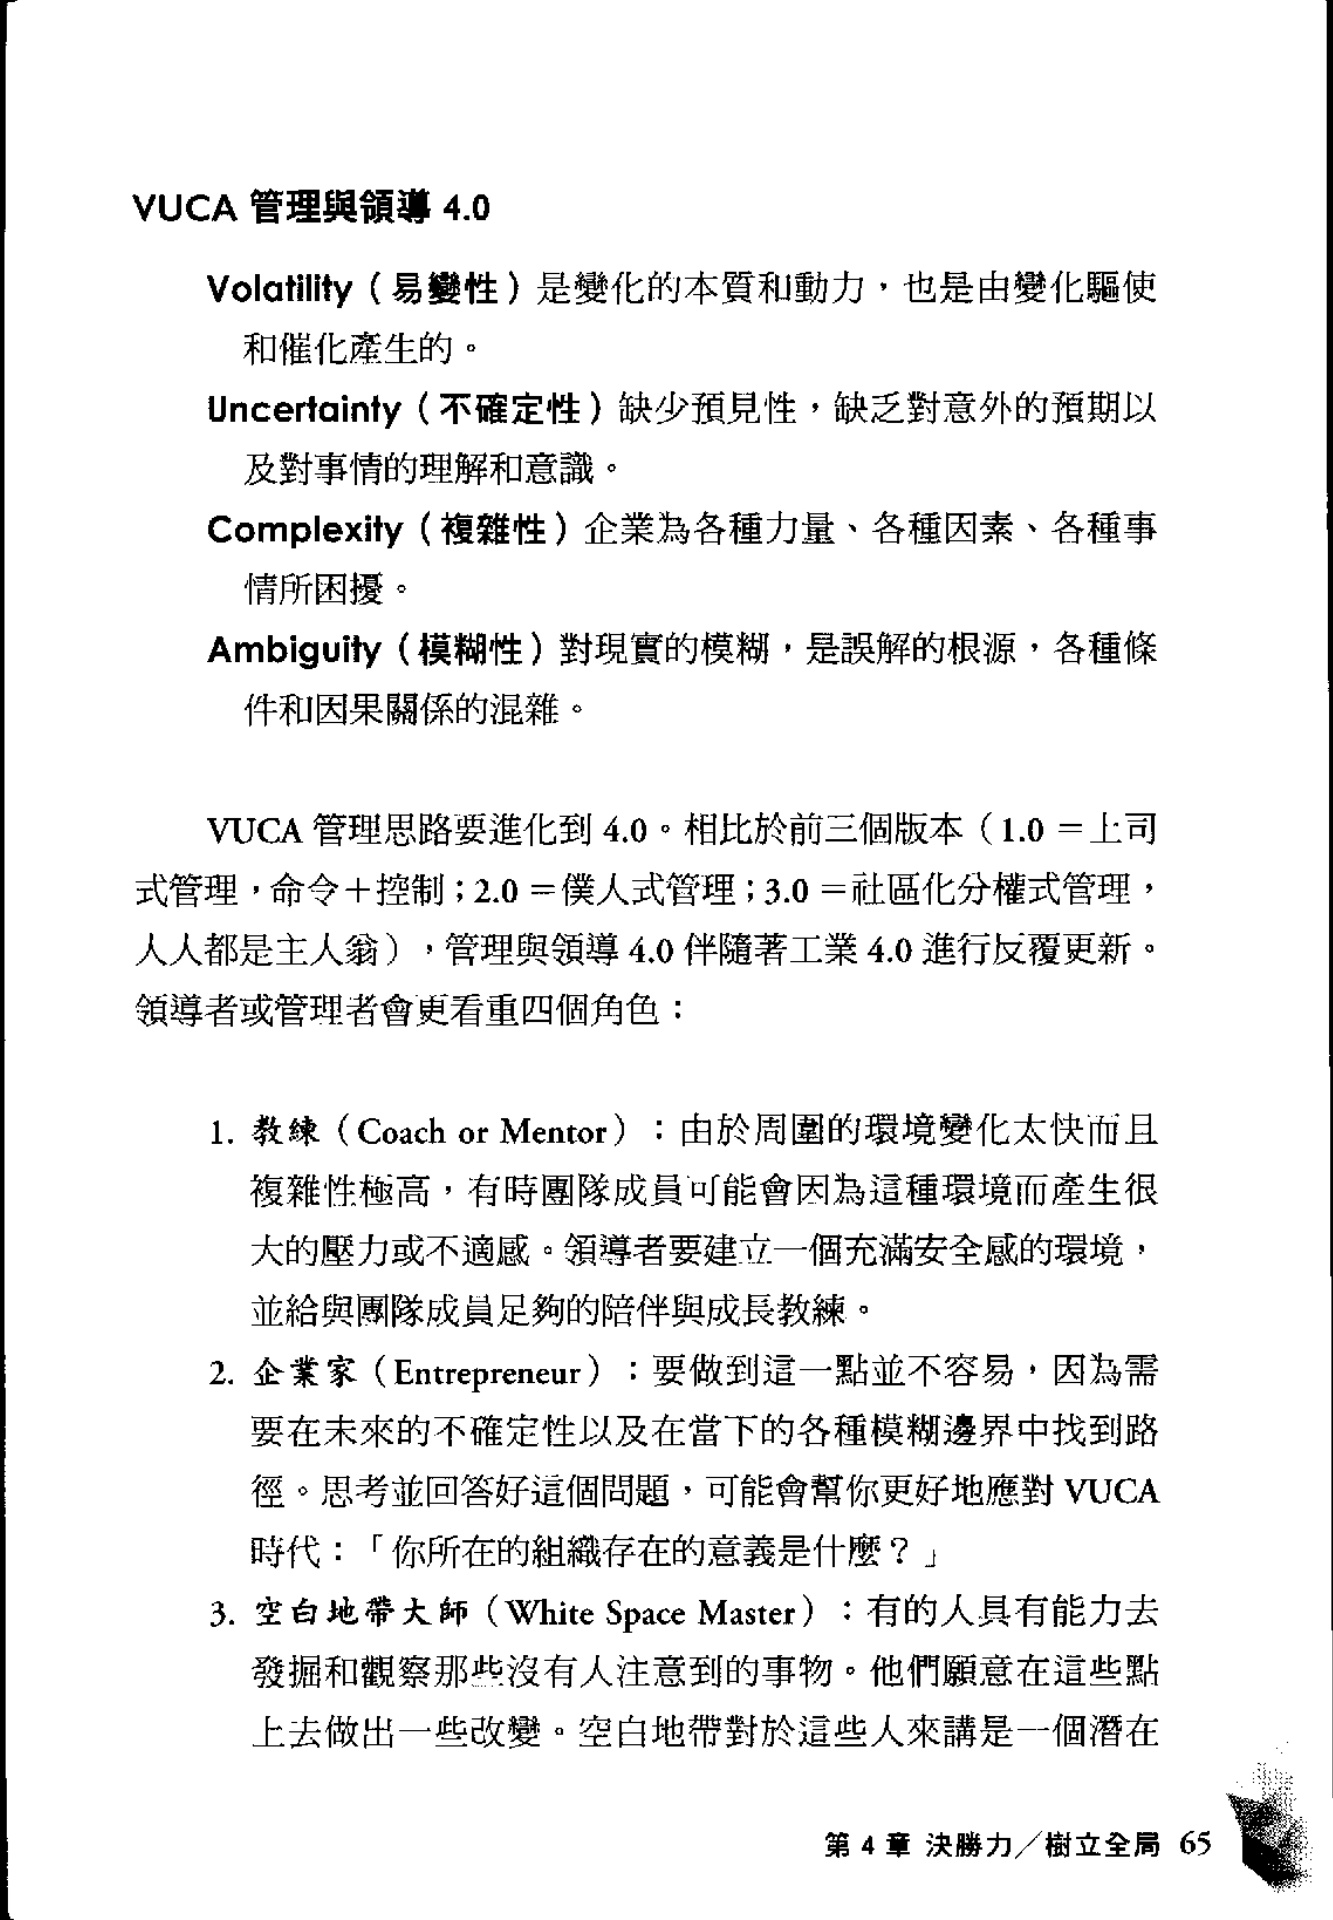 VUCA 管理與領導 4.0
Volatility（易變性）是變化的本質和動力，也是由變化驅使
和催化產生的。
Uncertainty（不確定性）缺少預見性，缺乏對意外的預期以
及對事情的理解和意識。
Complexity（複雜性）企業為各種力量、各種因素、各種事
情所困擾。
Ambiguity（模糊性）對現實的模糊，是誤解的根源，各種條
件和因果關係的混雜。
VUCA 管理思路要進化到 4.0。相比於前三個版本（1.0 ＝上司
式管理，命令＋控制；2.0 ＝僕人式管理；3.0 ＝社區化分權式管理，
人人都是主人翁），管理與領導 4.0 伴隨著工業 4.0 進行反覆更新。
領導者或管理者會更看重四個角色：
1. 教練（Coach or Mentor）：由於周圍的環境變化太快而且
複雜性極高，有時團隊成員可能會因為這種環境而產生很
大的壓力或不適感。領導者要建立一個充滿安全感的環境，
並給與團隊成員足夠的陪伴與成長教練。
2. 企業家（Entrepreneur）：要做到這一點並不容易，因為需
要在未來的不確定性以及在當下的各種模糊邊界中找到路
徑。思考並回答好這個問題，可能會幫你更好地應對 VUCA
時代：「你所在的組織存在的意義是什麼？」
3. 空白地帶大師（White Space Master）：有的人具有能力去
發掘和觀察那些沒有人注意到的事物。他們願意在這些點
上去做出一些改變。空白地帶對於這些人來講是一個潛在
第 4 章 決勝力／樹立全局 65